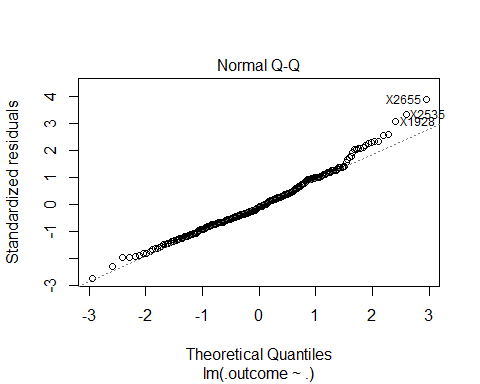 Normal Q-Q
Standardized residuals
4
3
2
1
0
-1
-3
X2655
X2535
X1928
-3
-2
-1
0
1
2
3
Theoretical Quantiles
lm(.outcome ~ .)